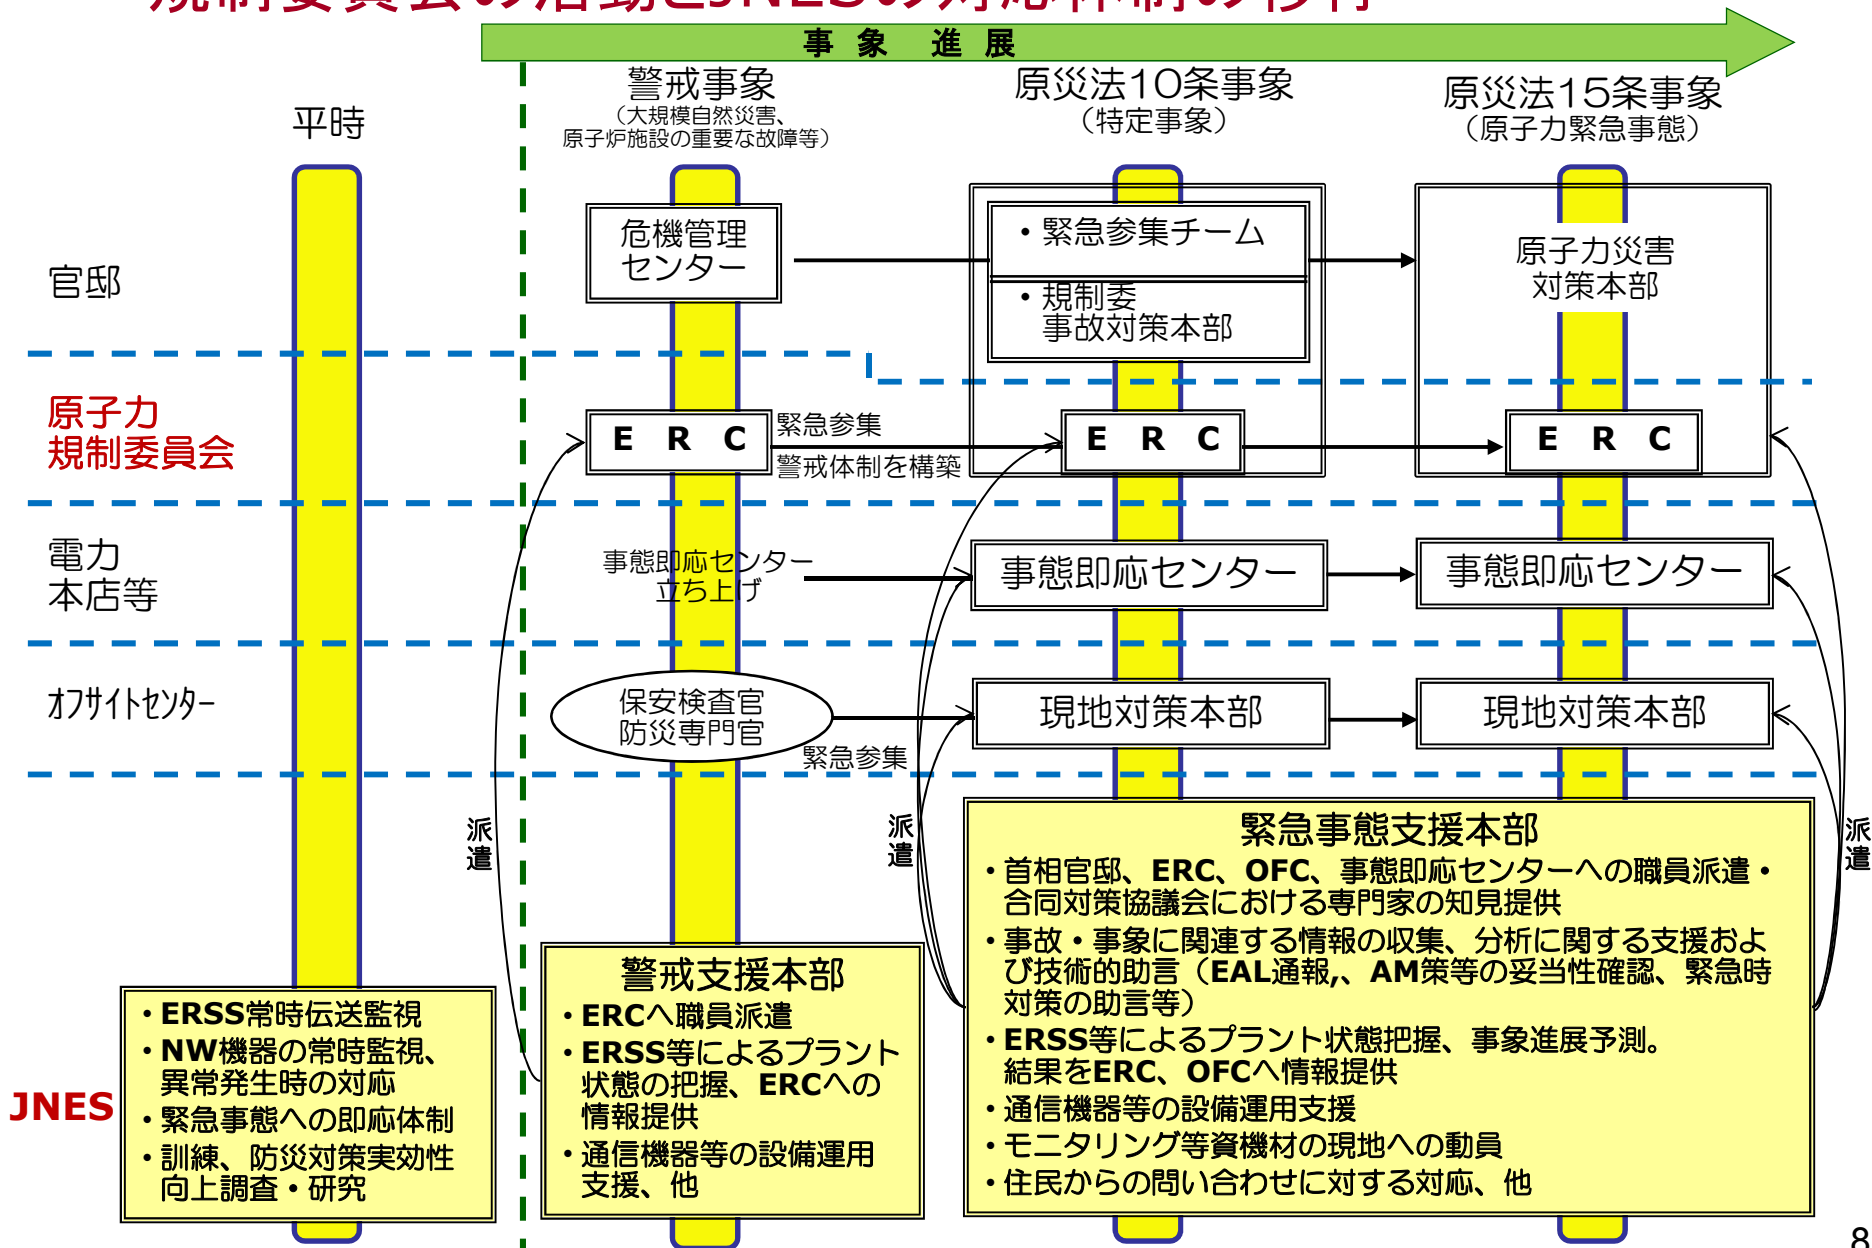 規制委員会の活動とJNESの対応体制の移行
事 象 進 展
平時
警戒事象
（大規模自然災害、
原子炉施設の重要な故障等）
原災法10条事象
（特定事象）
原災法15条事象
（原子力緊急事態）
官邸
危機管理
センター
・緊急参集チーム
・規制委
事故対策本部
原子力災害
対策本部
原子力
規制委員会
E R C
緊急参集
警戒体制を構築
E R C
E R C
電力
本店等
事態即応センター
立ち上げ
事態即応センター
事態即応センター
オフサイトセンター
保安検査官
防災専門官
緊急参集
現地対策本部
現地対策本部
派遣
派遣
派遣
JNES
・ERSS常時伝送監視
・NW機器の常時監視、
異常発生時の対応
・緊急事態への即応体制
・訓練、防災対策実効性
向上調査・研究
警戒支援本部
・ERCへ職員派遣
・ERSS等によるプラント
状態の把握、ERCへの
情報提供
・通信機器等の設備運用
支援、他
緊急事態支援本部
・首相官邸、ERC、OFC、事態即応センターへの職員派遣・
合同対策協議会における専門家の知見提供
・事故・事象に関連する情報の収集、分析に関する支援およ
び技術的助言（EAL通報,、AM策等の妥当性確認、緊急時
対策の助言等）
・ERSS等によるプラント状態把握、事象進展予測。
結果をERC、OFCへ情報提供
・通信機器等の設備運用支援
・モニタリング等資機材の現地への動員
・住民からの問い合わせに対する対応、他
8